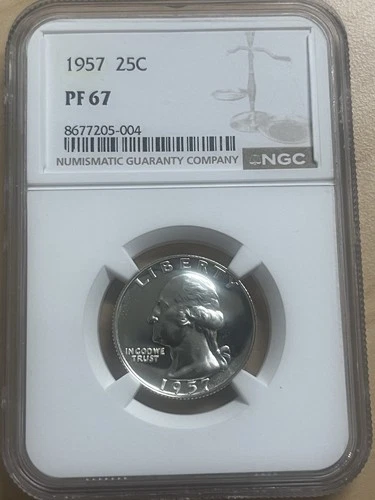 1957 25C
PF 67
8677205-004
NUMISMATIC GUARANTY COMPANY NGC
LIBERTY
IN GOD WE
TRUST
1957